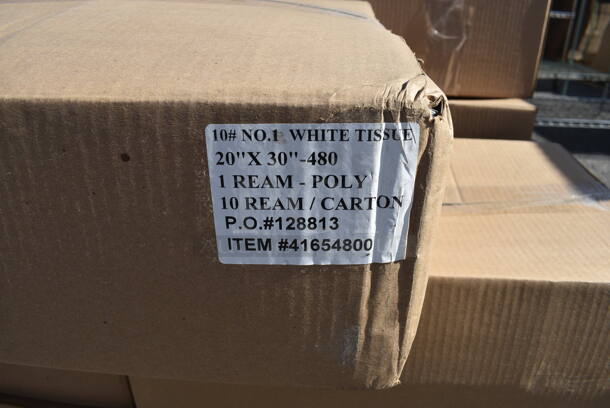 10# NO.1 WHITE TISSUE
20"X 30"-480
1 REAM - POLY
10 REAM / CARTON
P.O.#128813
ITEM #41654800